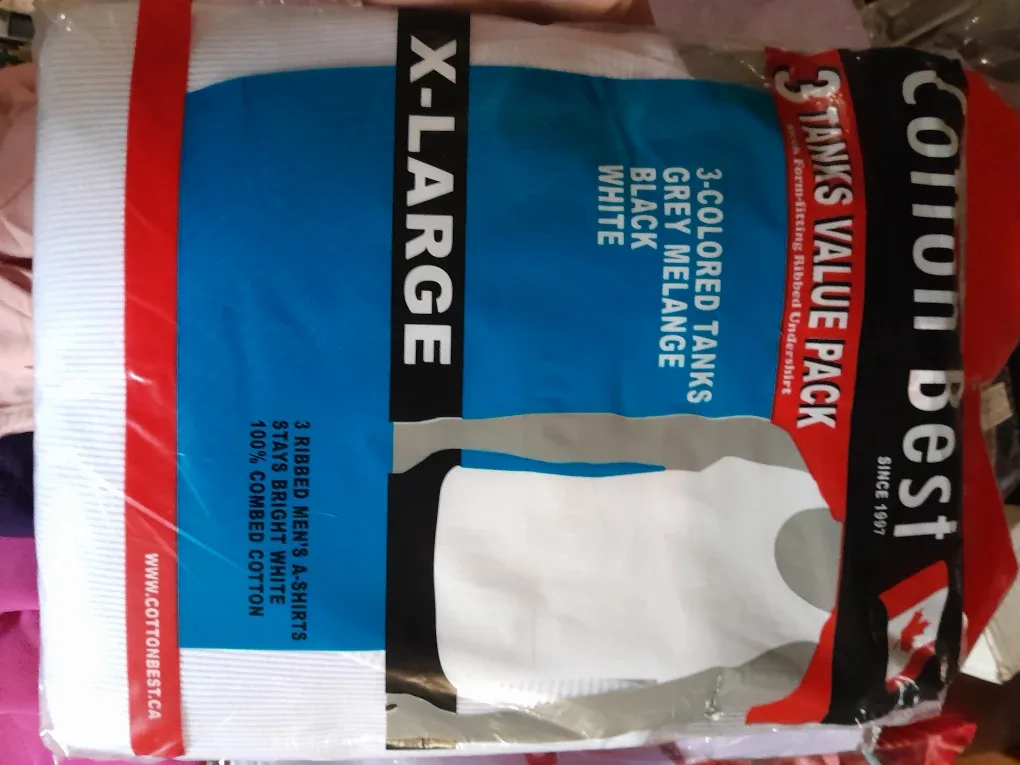 Cotton Best
SINCE 1997
3 TANKS VALUE PACK
Form-fitting Ribbed Undershirt
3-COLORED TANKS
GREY MELANGE
BLACK
WHITE
X-LARGE
3 RIBBED MEN'S A-SHIRTS
STAYS BRIGHT WHITE
100% COMBED COTTON
WWW.COTTONBEST.CA